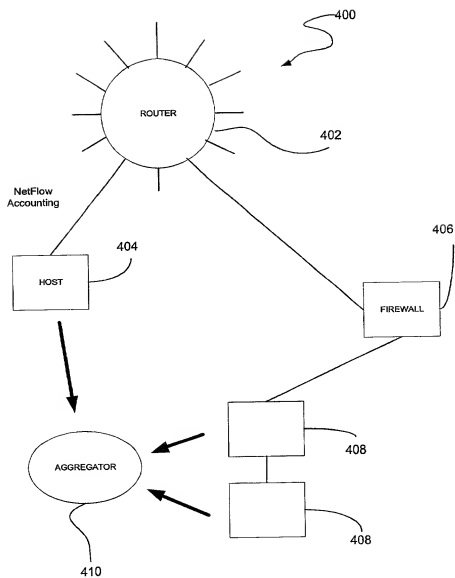 400
ROUTER
402
NetFlow
Accounting
404
HOST
406
FIREWALL
408
AGGREGATOR
408
410